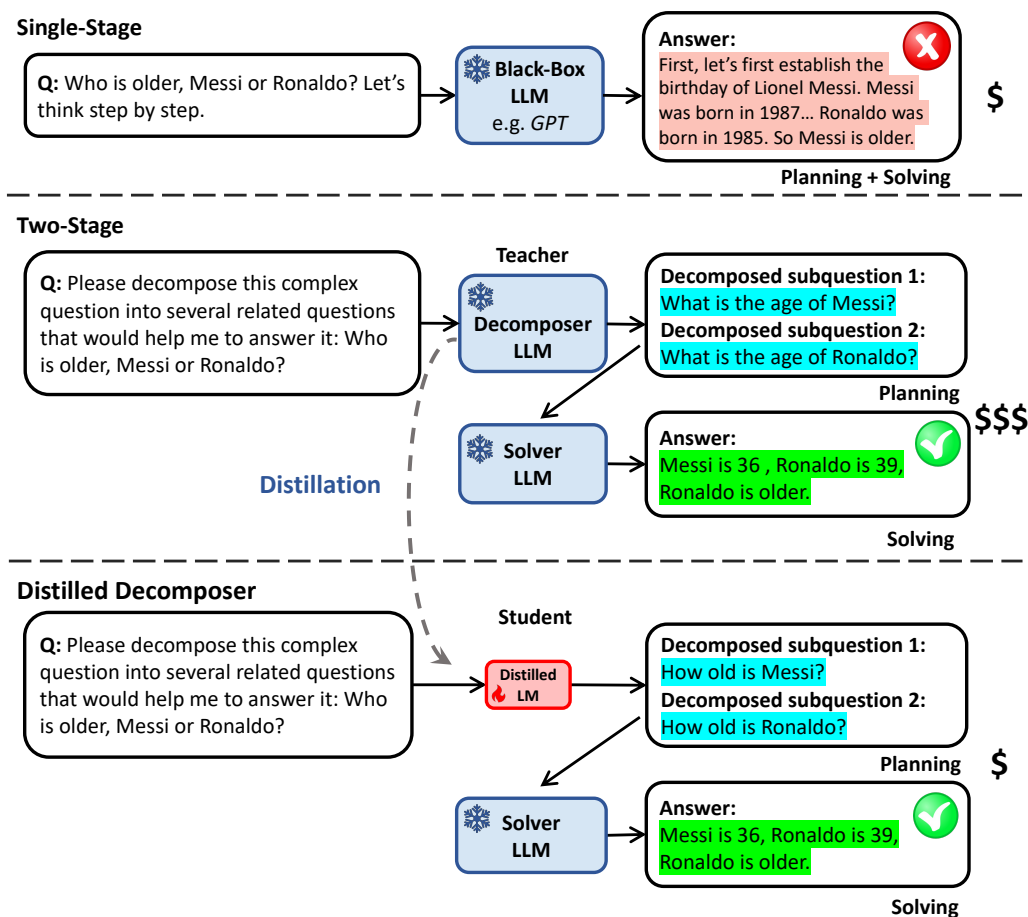 Single-Stage
Q: Who is older, Messi or Ronaldo? Let's
think step by step.
Black-Box
LLM
e.g. GPT
Answer:
First, let's first establish the
birthday of Lionel Messi. Messi
was born in 1987... Ronaldo was
born in 1985. So Messi is older.
$
Planning + Solving
Two-Stage
Q: Please decompose this complex
question into several related questions
that would help me to answer it: Who
is older, Messi or Ronaldo?
Teacher
Decomposer
LLM
Decomposed subquestion 1:
What is the age of Messi?
Decomposed subquestion 2:
What is the age of Ronaldo?
Planning
$$$
Solver
LLM
Answer:
Messi is 36 , Ronaldo is 39,
Ronaldo is older.
Solving
Distillation
Distilled Decomposer
Q: Please decompose this complex
question into several related questions
that would help me to answer it: Who
is older, Messi or Ronaldo?
Student
Distilled
LM
Decomposed subquestion 1:
How old is Messi?
Decomposed subquestion 2:
How old is Ronaldo?
Planning
$
Solver
LLM
Answer:
Messi is 36, Ronaldo is 39,
Ronaldo is older.
Solving